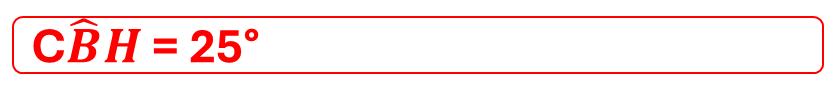 CB̂H = 25°